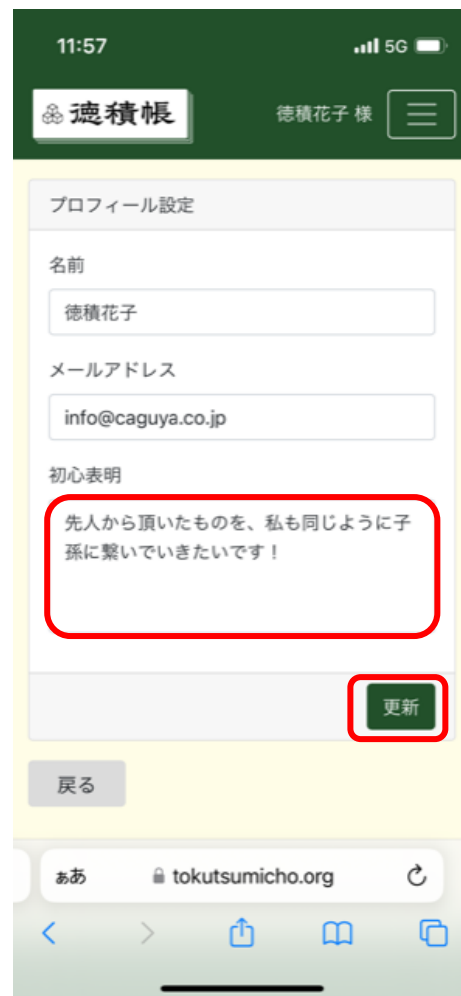 11:57
5G
徳積帳
徳積花子 様
プロフィール設定
名前
徳積花子
メールアドレス
info@caguya.co.jp
初心表明
先人から頂いたものを、私も同じように子
孫に繋いでいきたいです！
更新
戻る
ぁあ
tokutsumicho.org